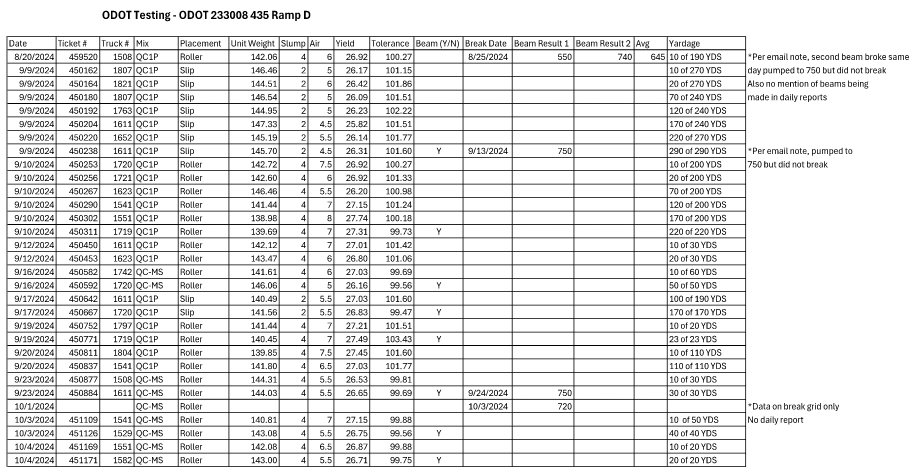 ODOT Testing - ODOT 233008 435 Ramp D
Date Ticket # Truck # Mix Placement Unit Weight Slump Air Yield Tolerance Beam (Y/N) Break Date Beam Result 1 Beam Result 2 Avg Yardage
8/20/2024 459520 1508 QC1P Roller 142.06 4 6 26.92 100.27 8/25/2024 550 740 645 10 of 190 YDS *Per email note, second beam broke same
9/9/2024 450162 1807 QC1P Slip 146.46 2 5 26.17 101.15 10 of 270 YDS day pumped to 750 but did not break
9/9/2024 450164 1821 QC1P Slip 144.51 2 6 26.42 101.86 20 of 270 YDS Also no mention of beams being
9/9/2024 450180 1807 QC1P Slip 146.54 2 5 26.09 101.51 70 of 240 YDS made in daily reports
9/9/2024 450192 1763 QC1P Slip 144.95 2 5 26.23 102.22 120 of 240 YDS
9/9/2024 450204 1611 QC1P Slip 147.33 2 4.5 25.82 101.51 170 of 240 YDS
9/9/2024 450220 1652 QC1P Slip 145.19 2 5.5 26.14 101.77 220 of 270 YDS
9/9/2024 450238 1611 QC1P Slip 145.70 2 4.5 26.31 101.60 Y 9/13/2024 750 290 of 290 YDS *Per email note, pumped to
9/10/2024 450253 1720 QC1P Roller 142.72 4 7.5 26.92 100.27 10 of 200 YDS 750 but did not break
9/10/2024 450256 1721 QC1P Roller 142.60 4 6 26.92 101.33 20 of 200 YDS
9/10/2024 450267 1623 QC1P Roller 146.46 4 5.5 26.20 100.98 70 of 200 YDS
9/10/2024 450290 1541 QC1P Roller 141.44 4 7 27.15 101.24 120 of 200 YDS
9/10/2024 450302 1551 QC1P Roller 138.98 4 8 27.74 100.18 170 of 200 YDS
9/10/2024 450311 1719 QC1P Roller 139.69 4 7 27.31 99.73 Y 220 of 220 YDS
9/12/2024 450450 1611 QC1P Roller 142.12 4 7 27.01 101.42 10 of 30 YDS
9/12/2024 450453 1623 QC1P Roller 143.47 4 6 26.80 101.06 20 of 30 YDS
9/16/2024 450582 1742 QC-MS Roller 141.61 4 6 27.03 99.69 10 of 60 YDS
9/16/2024 450592 1720 QC-MS Roller 146.06 4 5 26.16 99.56 Y 50 of 50 YDS
9/17/2024 450642 1611 QC1P Slip 140.49 2 5.5 27.03 101.60 100 of 190 YDS
9/17/2024 450667 1720 QC1P Slip 141.56 2 5.5 26.83 99.47 Y 170 of 170 YDS
9/19/2024 450752 1797 QC1P Roller 141.44 4 7 27.21 101.51 10 of 20 YDS
9/19/2024 450771 1719 QC1P Roller 140.45 4 7 27.49 103.43 Y 23 of 23 YDS
9/20/2024 450811 1804 QC1P Roller 139.85 4 7.5 27.45 101.60 10 of 110 YDS
9/20/2024 450837 1541 QC1P Roller 141.80 4 6.5 27.03 101.77 110 of 110 YDS
9/23/2024 450877 1508 QC-MS Roller 144.31 4 5.5 26.53 99.81 10 of 30 YDS
9/23/2024 450884 1611 QC-MS Roller 144.03 4 5.5 26.65 99.69 Y 9/24/2024 750 30 of 30 YDS
10/1/2024 QC-MS Roller 10/3/2024 720 *Data on break grid only
10/3/2024 451109 1541 QC-MS Roller 140.81 4 7 27.15 99.88 10 of 50 YDS No daily report
10/3/2024 451126 1529 QC-MS Roller 143.08 4 5.5 26.75 99.56 Y 40 of 40 YDS
10/4/2024 451169 1551 QC-MS Roller 142.08 4 6.5 26.87 99.88 10 of 20 YDS
10/4/2024 451171 1582 QC-MS Roller 143.00 4 5.5 26.71 99.75 Y 20 of 20 YDS